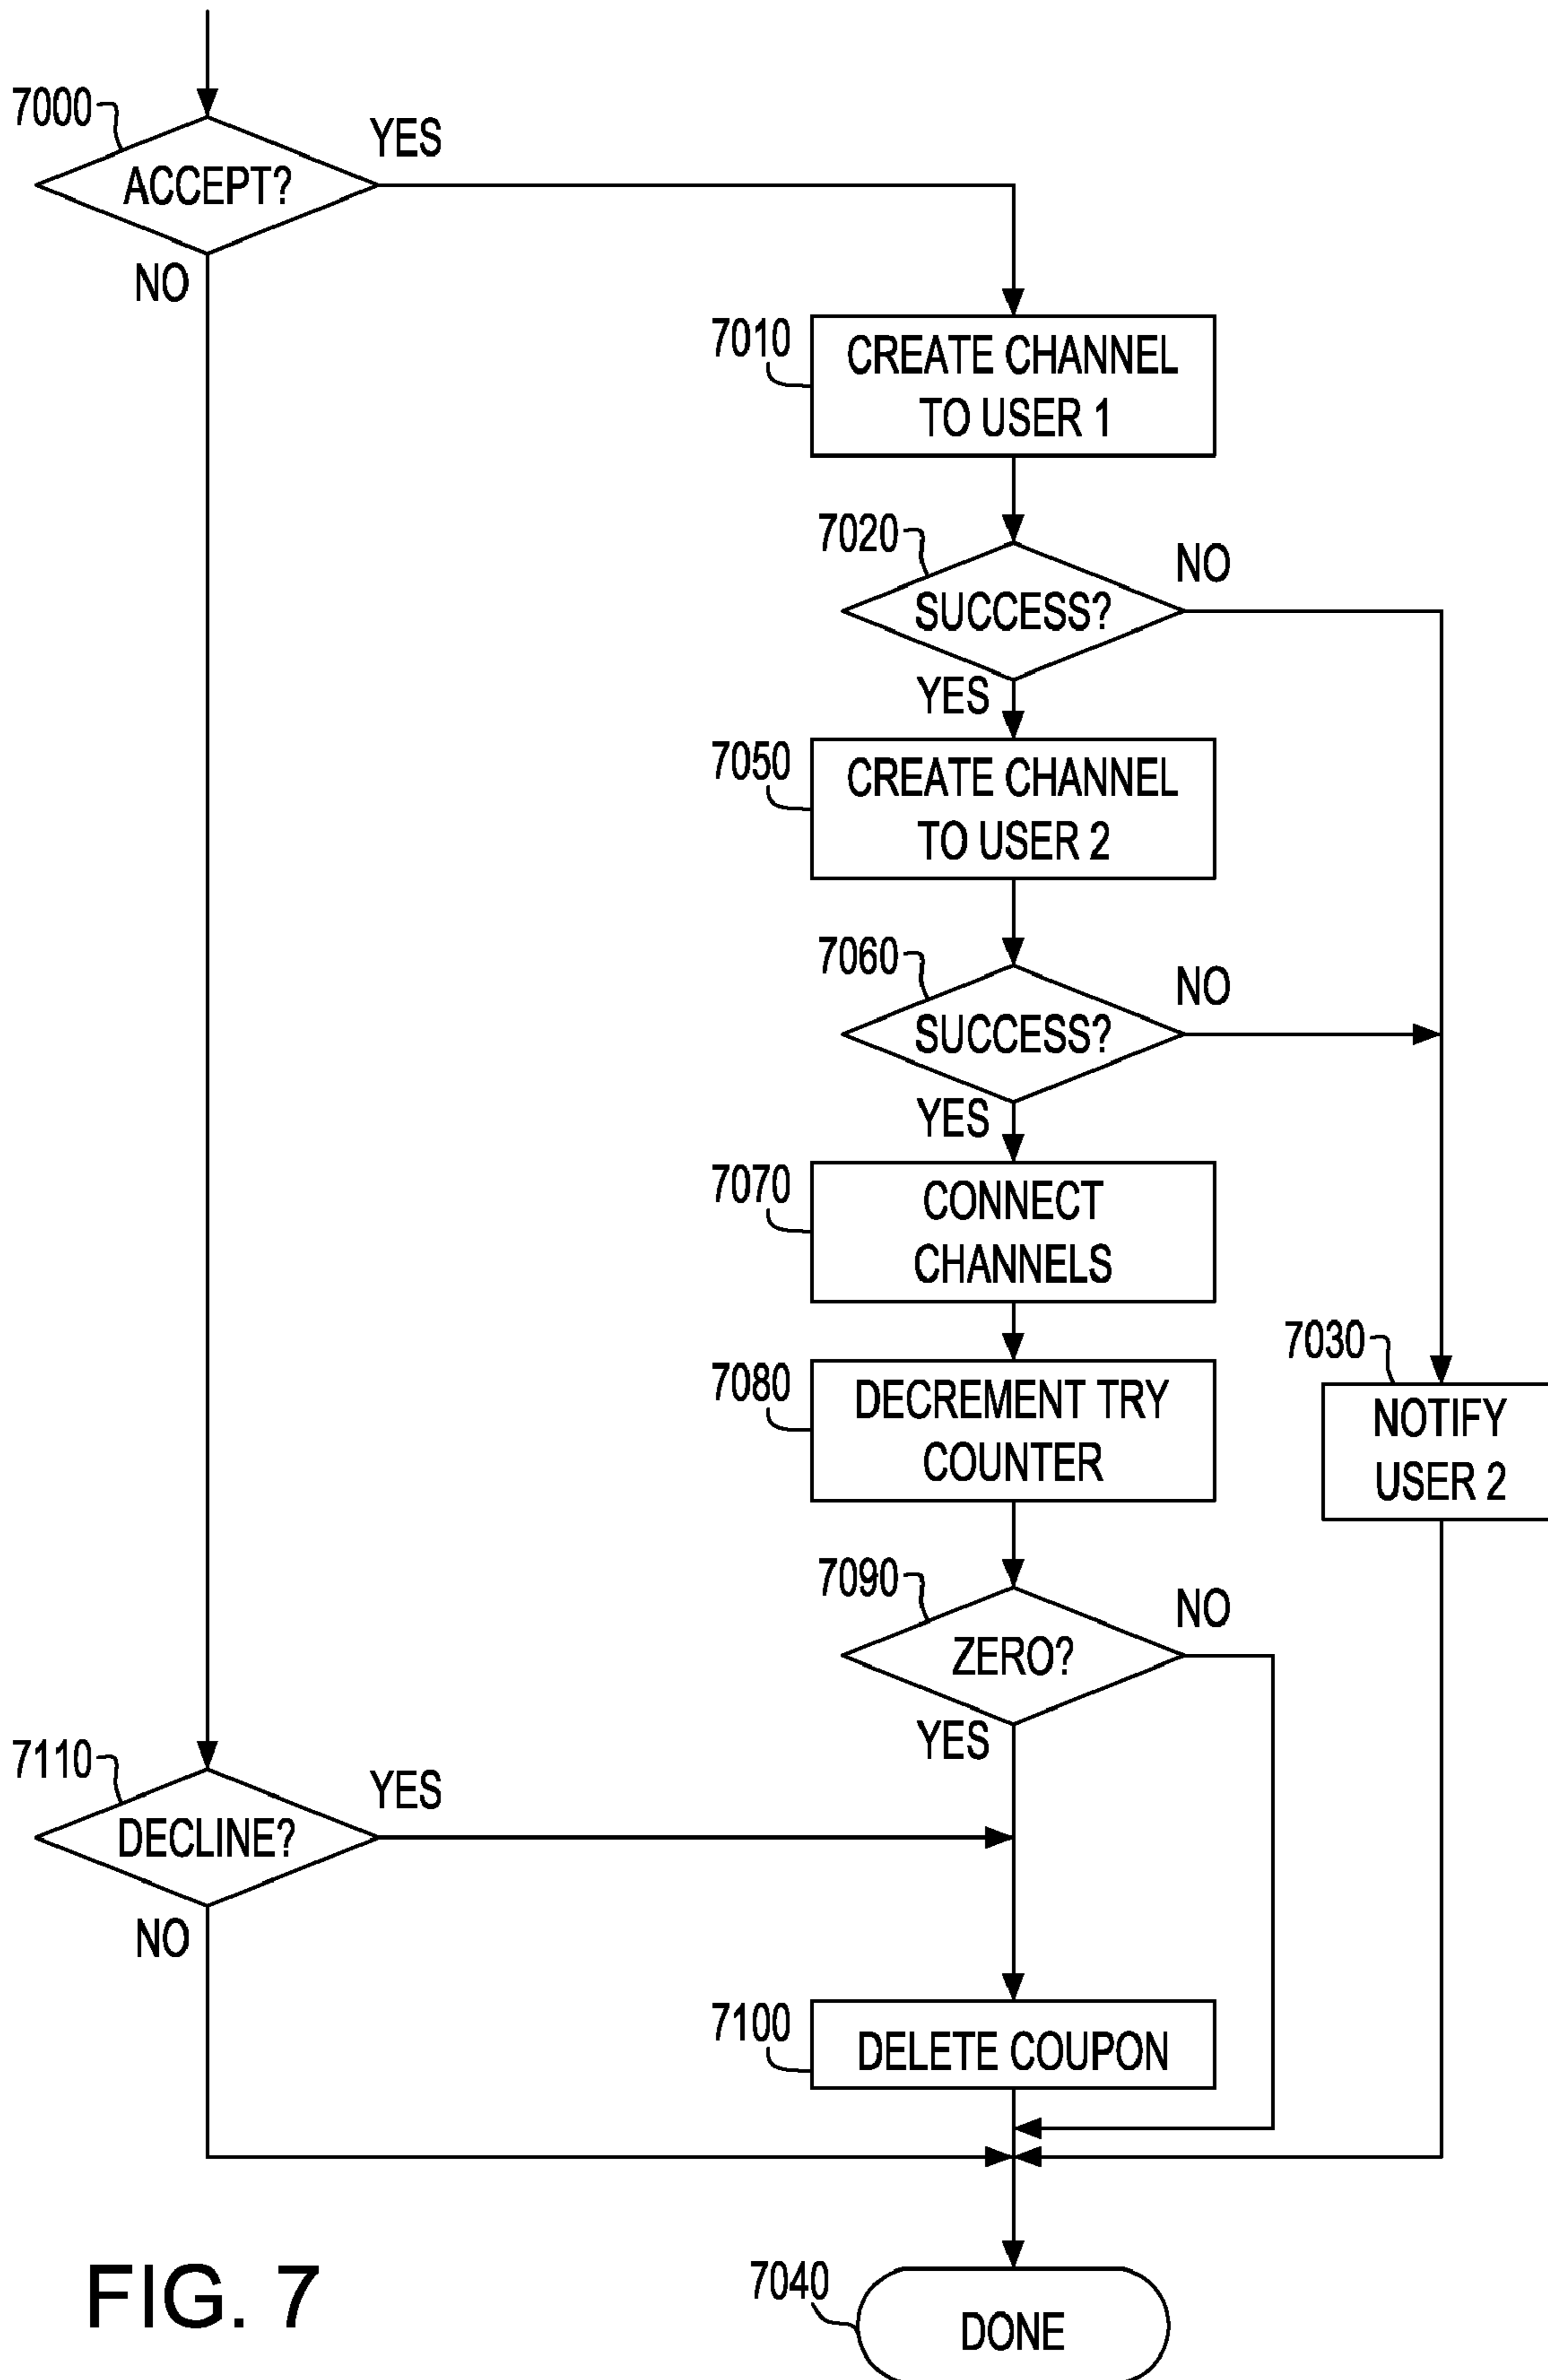 7000
ACCEPT?
YES
NO
7010
CREATE CHANNEL
TO USER 1
7020
SUCCESS?
NO
YES
7050
CREATE CHANNEL
TO USER 2
7060
SUCCESS?
NO
YES
7070
CONNECT
CHANNELS
7030
NOTIFY
USER 2
7080
DECREMENT TRY
COUNTER
7090
ZERO?
NO
YES
7110
DECLINE?
YES
NO
7100
DELETE COUPON
7040
DONE
FIG. 7